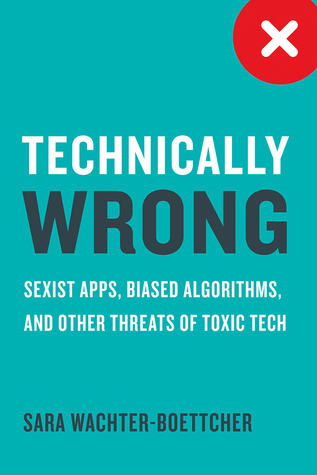 TECHNICALLY
WRONG
SEXIST APPS, BIASED ALGORITHMS,
AND OTHER THREATS OF TOXIC TECH
SARA WACHTER-BOETTCHER